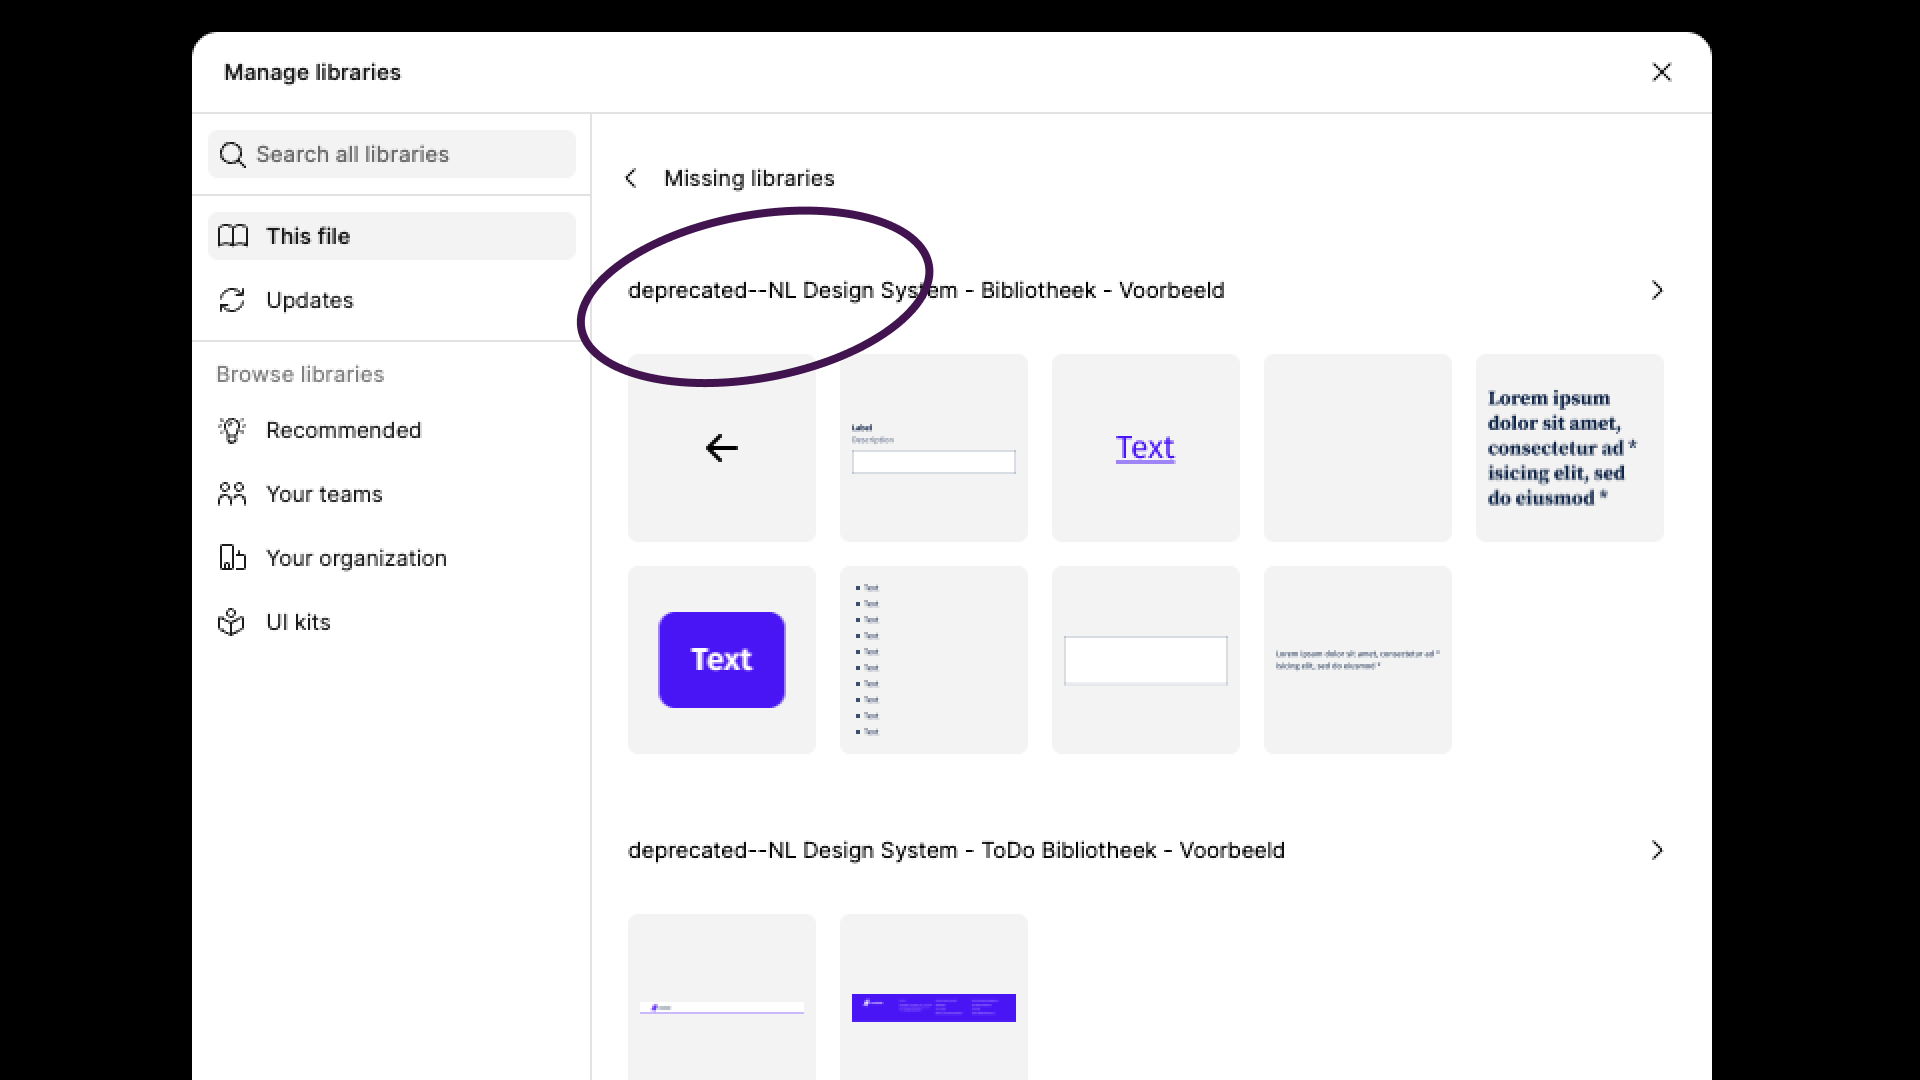 Manage libraries
Search all libraries
This file
Updates
Browse libraries
Recommended
Your teams
Your organization
UI kits
Missing libraries
deprecated--NL Design System - Bibliotheek - Voorbeeld
Label
Description
Text
Lorem ipsum
dolor sit amet,
consectetur ad *
isicing elit, sed
do eiusmod *
Text
Text
Text
Text
Text
Text
Text
Text
Text
Text
Text
Lorem ipsum dolor sit amet, consectetur ad *
isicing elit, sed do eiusmod *
deprecated--NL Design System - ToDo Bibliotheek - Voorbeeld